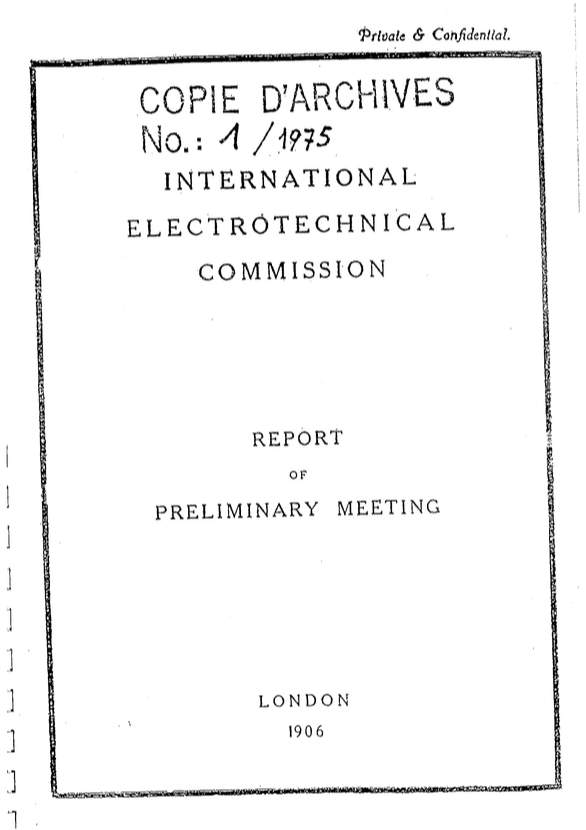 Private & Confidential.
COPIE D'ARCHIVES
No.: 1 / 1975
INTERNATIONAL
ELECTROTECHNICAL
COMMISSION
REPORT
OF
PRELIMINARY MEETING
LONDON
1906